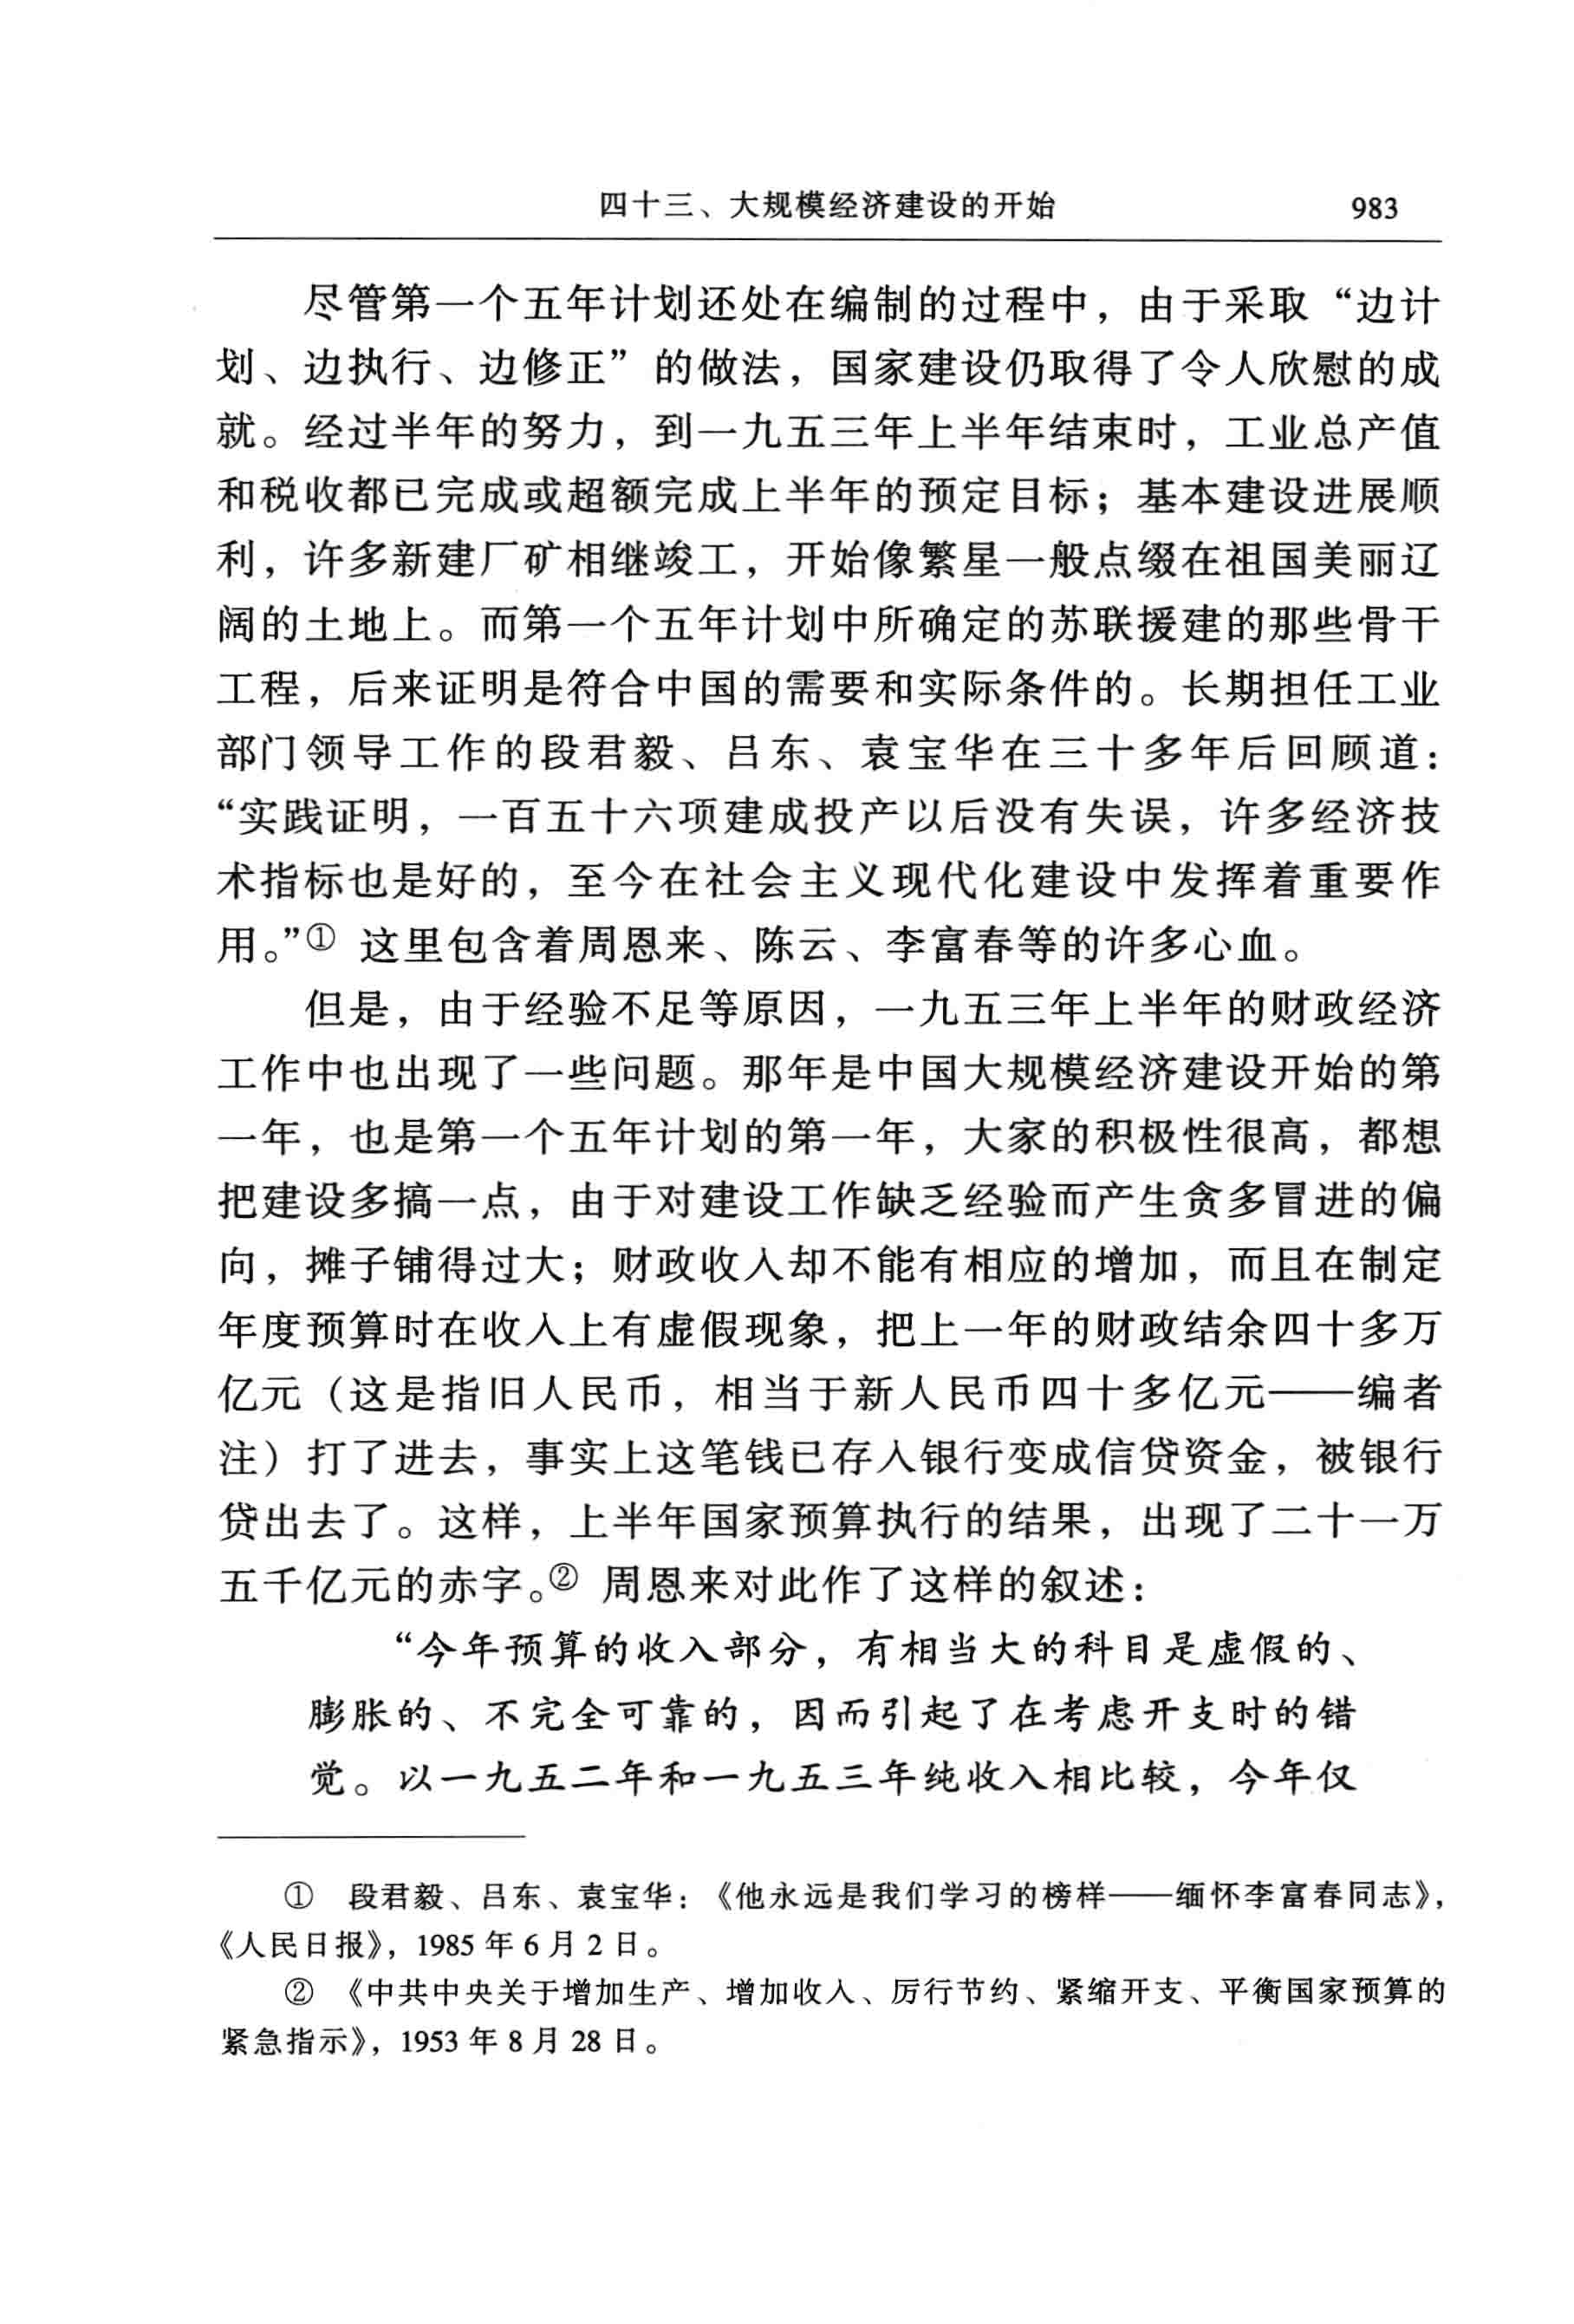 四十三、大规模经济建设的开始 983
尽管第一个五年计划还处在编制的过程中，由于采取“边计
划、边执行、边修正”的做法，国家建设仍取得了令人欣慰的成
就。经过半年的努力，到一九五三年上半年结束时，工业总产值
和税收都已完成或超额完成上半年的预定目标；基本建设进展顺
利，许多新建厂矿相继竣工，开始像繁星一般点缀在祖国美丽辽
阔的土地上。而第一个五年计划中所确定的苏联援建的那些骨干
工程，后来证明是符合中国的需要和实际条件的。长期担任工业
部门领导工作的段君毅、吕东、袁宝华在三十多年后回顾道：
“实践证明，一百五十六项建成投产以后没有失误，许多经济技
术指标也是好的，至今在社会主义现代化建设中发挥着重要作
用。”① 这里包含着周恩来、陈云、李富春等的许多心血。
但是，由于经验不足等原因，一九五三年上半年的财政经济
工作中也出现了一些问题。那年是中国大规模经济建设开始的第
一年，也是第一个五年计划的第一年，大家的积极性很高，都想
把建设多搞一点，由于对建设工作缺乏经验而产生贪多冒进的偏
向，摊子铺得过大；财政收入却不能有相应的增加，而且在制定
年度预算时在收入上有虚假现象，把上一年的财政结余四十多万
亿元（这是指旧人民币，相当于新人民币四十多亿元——编者
注）打了进去，事实上这笔钱已存入银行变成信贷资金，被银行
贷出去了。这样，上半年国家预算执行的结果，出现了二十一万
五千亿元的赤字。② 周恩来对此作了这样的叙述：
“今年预算的收入部分，有相当大的科目是虚假的、
膨胀的、不完全可靠的，因而引起了在考虑开支时的错
觉。以一九五二年和一九五三年纯收入相比较，今年仅
① 段君毅、吕东、袁宝华：《他永远是我们学习的榜样——缅怀李富春同志》，
《人民日报》，1985 年 6 月 2 日。
② 《中共中央关于增加生产、增加收入、厉行节约、紧缩开支、平衡国家预算的
紧急指示》，1953 年 8 月 28 日。